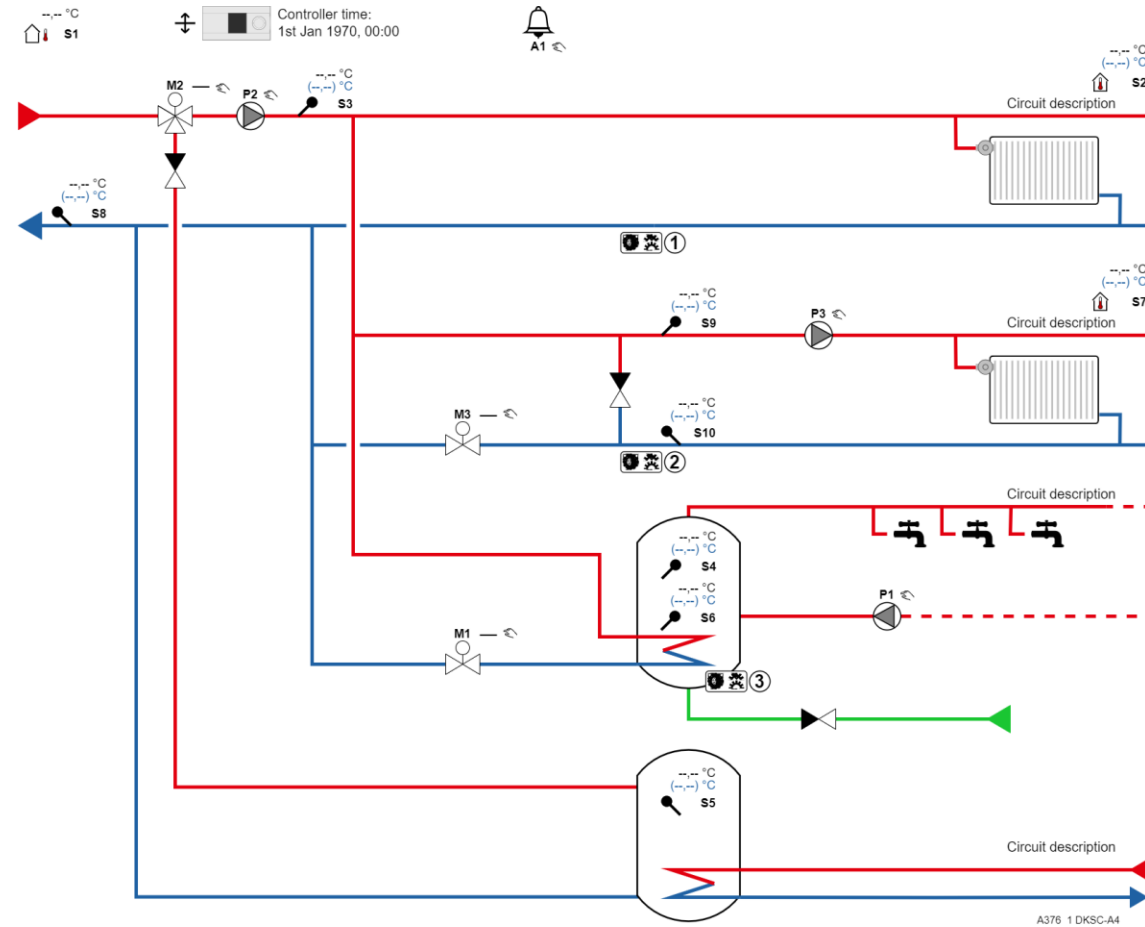 --,-- °C
S1
Controller time:
1st Jan 1970, 00:00
A1
--,-- °C
(--,--) °C
S2
Circuit description
M2
P2
--,-- °C
(--,--) °C
S3
--,-- °C
(--,--) °C
S8
1
--,-- °C
(--,--) °C
S7
Circuit description
--,-- °C
(--,--) °C
S9
P3
M3
--,-- °C
(--,--) °C
S10
2
Circuit description
--,-- °C
(--,--) °C
S4
--,-- °C
(--,--) °C
S6
P1
M1
3
--,-- °C
(--,--) °C
S5
Circuit description
A376 1 DKSC-A4